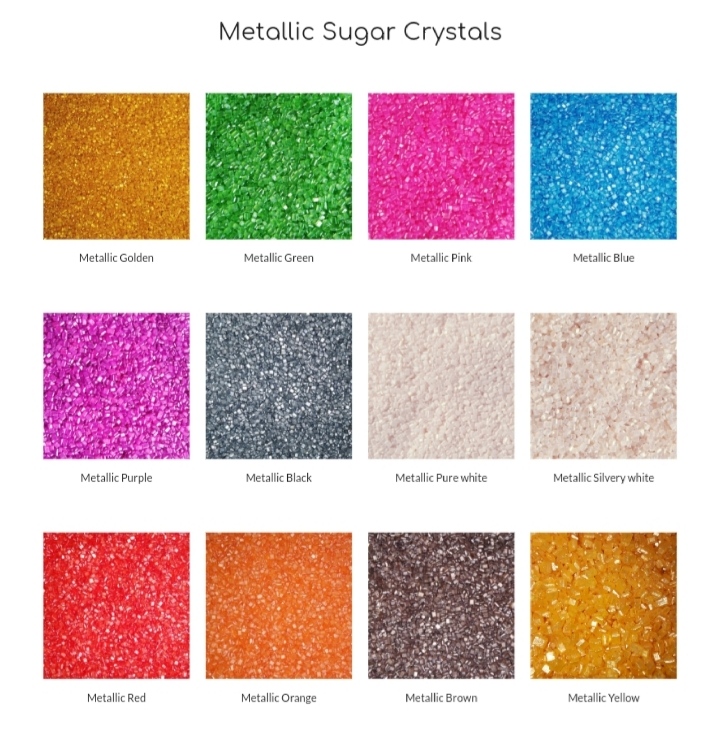 Metallic Sugar Crystals
Metallic Golden
Metallic Green
Metallic Pink
Metallic Blue
Metallic Purple
Metallic Black
Metallic Pure white
Metallic Silvery white
Metallic Red
Metallic Orange
Metallic Brown
Metallic Yellow